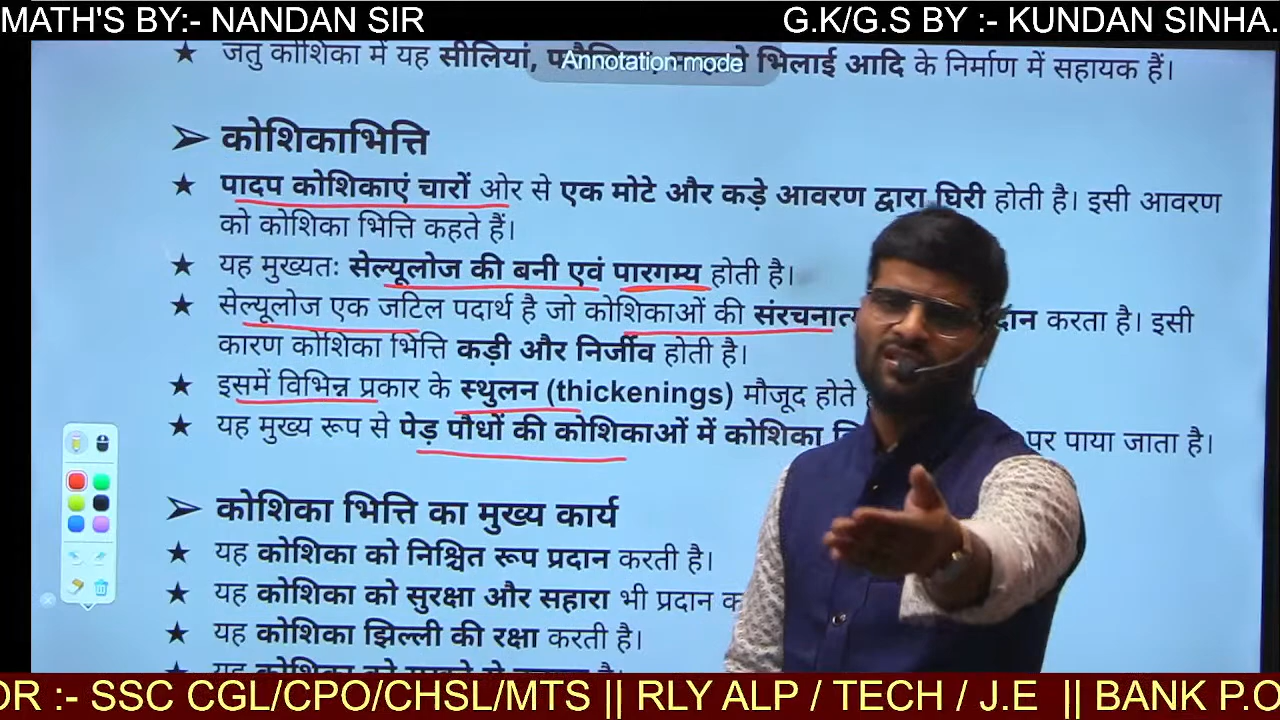 MATH'S BY:- NANDAN SIR
G.K/G.S BY :- KUNDAN SINHA.
★ जंतु कोशिका में यह सीलियां, भिलाई आदि के निर्माण में सहायक हैं।
Annotation mode
➢ कोशिकाभित्ति
★ पादप कोशिकाएं चारों ओर से एक मोटे और कड़े आवरण द्वारा घिरी होती है। इसी आवरण
को कोशिका भित्ति कहते हैं।
★ यह मुख्यतः सेल्यूलोज की बनी एवं पारगम्य होती है।
★ सेल्यूलोज एक जटिल पदार्थ है जो कोशिकाओं की करता है। इसी
कारण कोशिका भित्ति कड़ी और निर्जीव होती है।
★ इसमें विभिन्न प्रकार के स्थुलन (thickenings) मौजूद होते
★ यह मुख्य रूप से पेड़ पौधों की कोशिकाओं में कोशिका पर पाया जाता है।
➢ कोशिका भित्ति का मुख्य कार्य
★ यह कोशिका को निश्चित रूप प्रदान करती है।
★ यह कोशिका को सुरक्षा और सहारा भी प्रदान
★ यह कोशिका झिल्ली की रक्षा करती है।
OR :- SSC CGL/CPO/CHSL/MTS || RLY ALP / TECH / J.E || BANK P.O